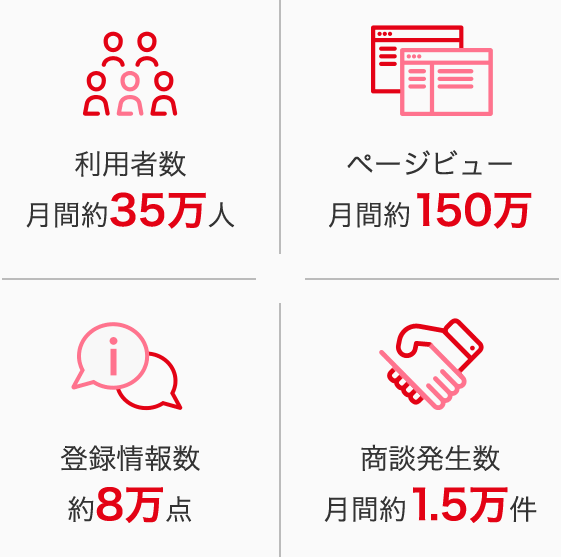 利用者数
月間約35万人
ページビュー
月間約150万
i
登録情報数
約8万点
商談発生数
月間約1.5万件